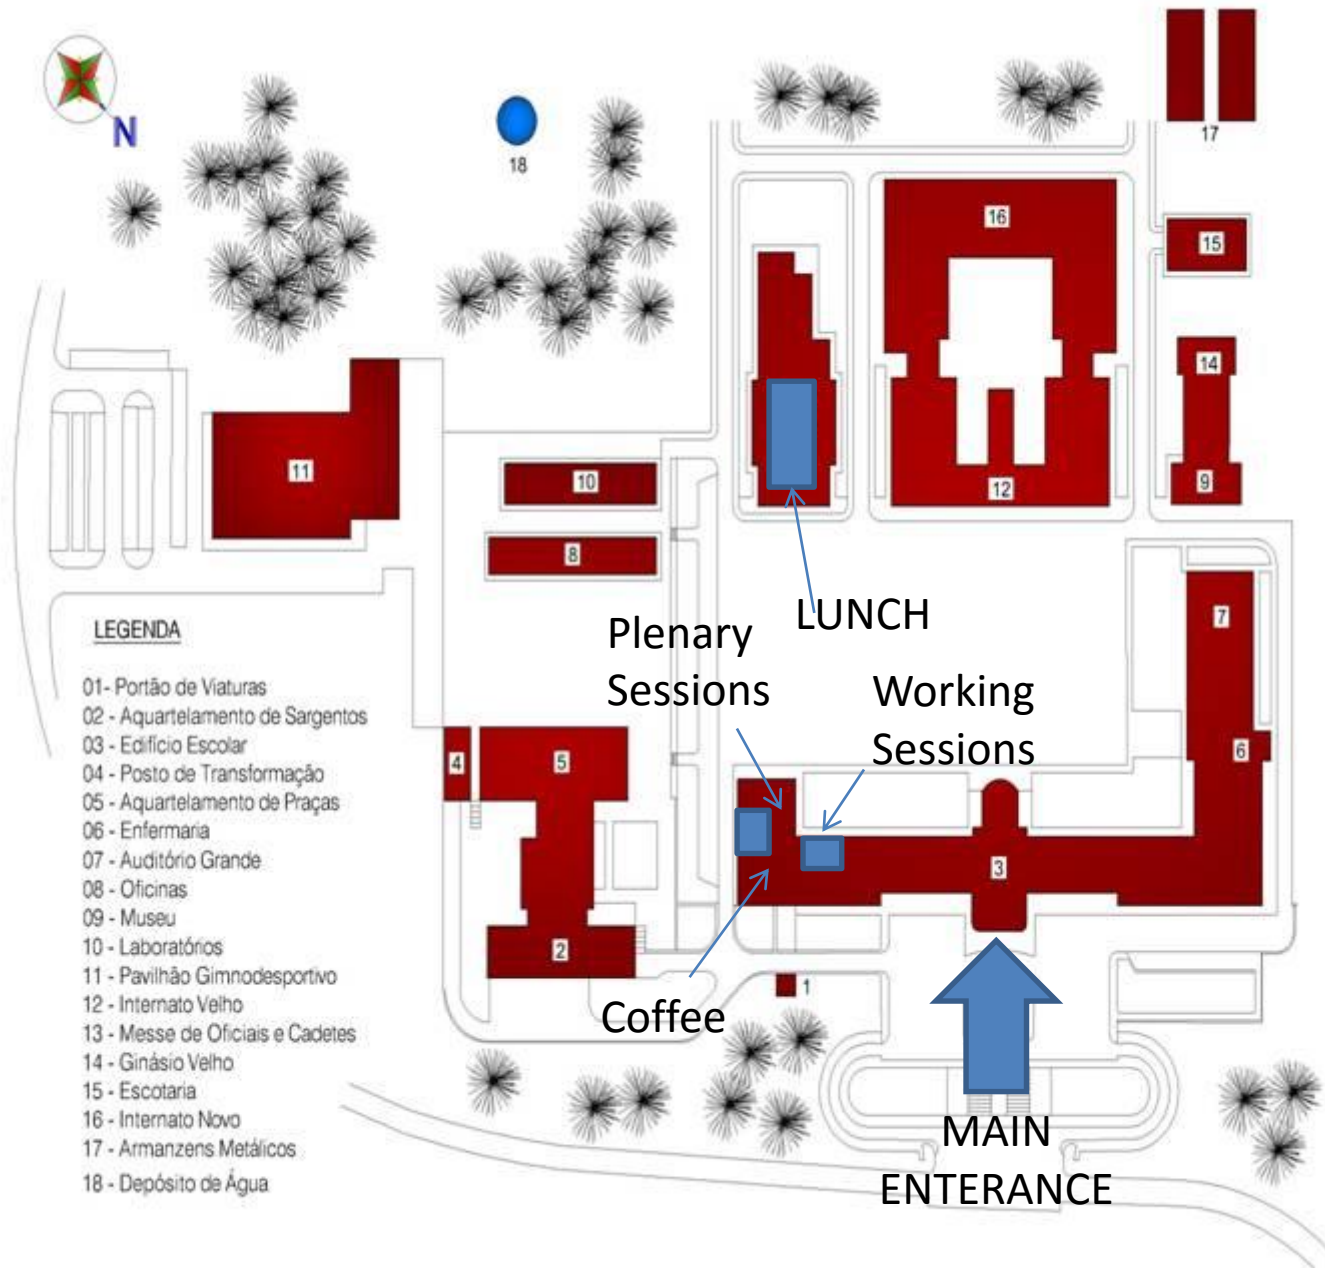 N
18
17
16
15
14
11
10
9
12
8
LEGENDA
01- Portão de Viaturas
02 - Aquartelamento de Sargentos
03 - Edifício Escolar
04 - Posto de Transformação
05 - Aquartelamento de Praças
06 - Enfermaria
07 - Auditório Grande
08 - Oficinas
09 - Museu
10 - Laboratórios
11 - Pavilhão Gimnodesportivo
12 - Internato Velho
13 - Messe de Oficiais e Cadetes
14 - Ginásio Velho
15 - Escotaria
16 - Internato Novo
17 - Armanzens Metálicos
18 - Depósito de Água
LUNCH
Plenary
Sessions
Working
Sessions
7
6
4
5
3
2
1
Coffee
MAIN
ENTERANCE